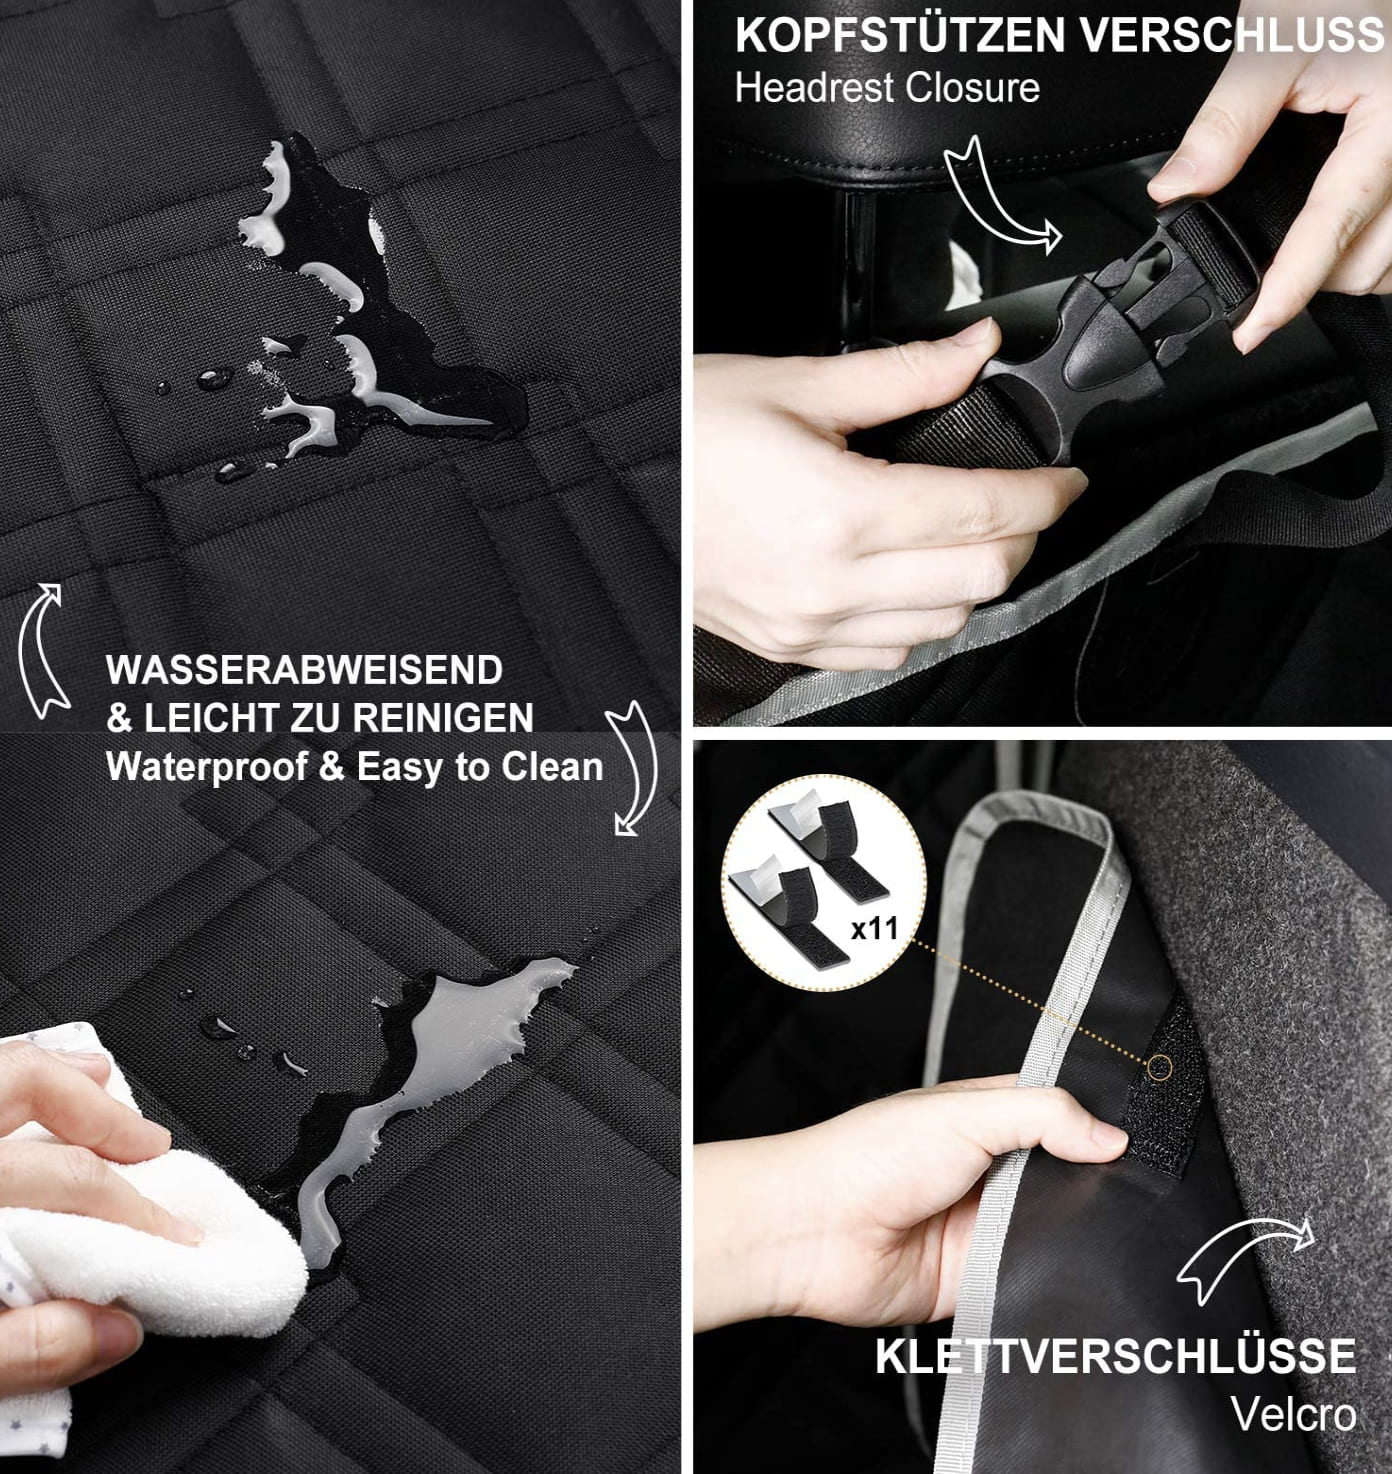 KOPFSTÜTZEN VERSCHLUSS
Headrest Closure
WASSERABWEISEND
& LEICHT ZU REINIGEN
Waterproof & Easy to Clean
x11
KLETTVERSCHLÜSSE
Velcro